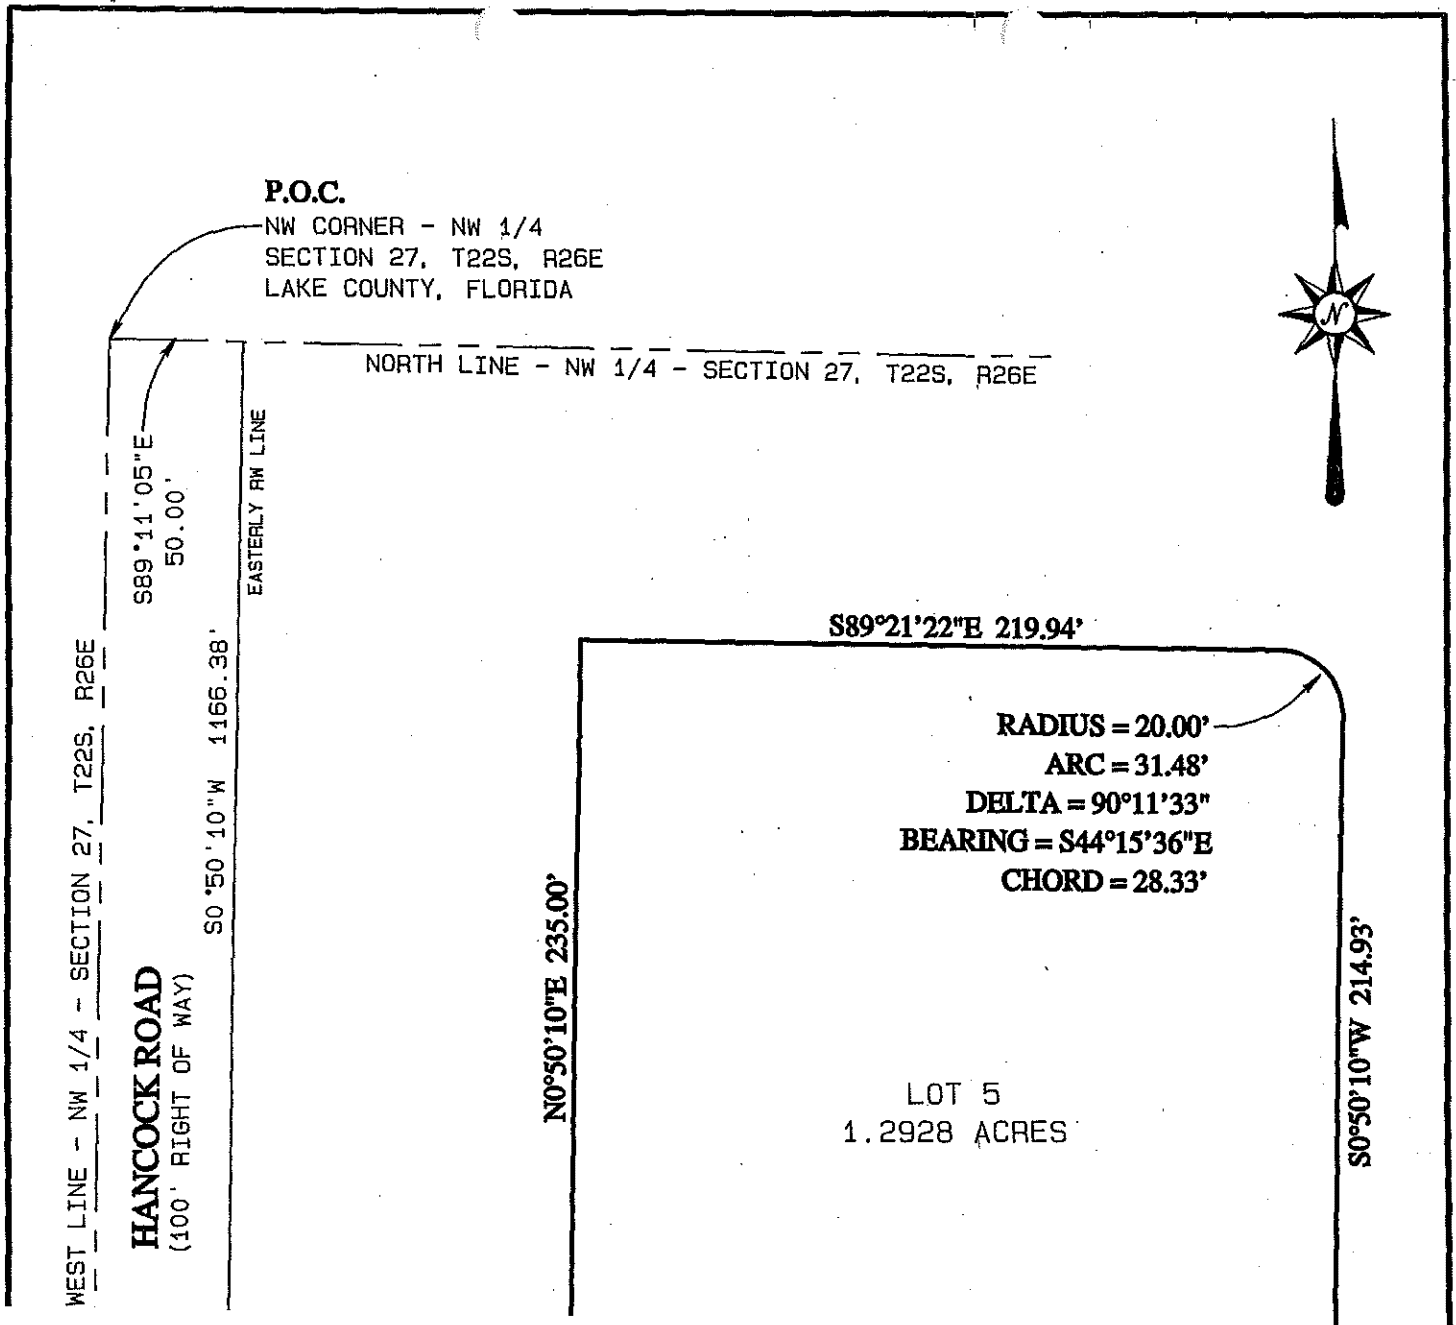 P.O.C.
NW CORNER - NW 1/4
SECTION 27, T22S, R26E
LAKE COUNTY, FLORIDA
N
NORTH LINE - NW 1/4 - SECTION 27, T22S, R26E
S89°11'05"E
50.00'
EASTERLY RW LINE
S0°50'10"W 1166.38'
WEST LINE - NW 1/4 - SECTION 27, T22S, R26E
HANCOCK ROAD
(100' RIGHT OF WAY)
S89°21'22"E 219.94'
RADIUS = 20.00'
ARC = 31.48'
DELTA = 90°11'33"
BEARING = S44°15'36"E
CHORD = 28.33'
N0°50'10"E 235.00'
LOT 5
1.2928 ACRES
S0°50'10"W 214.93'